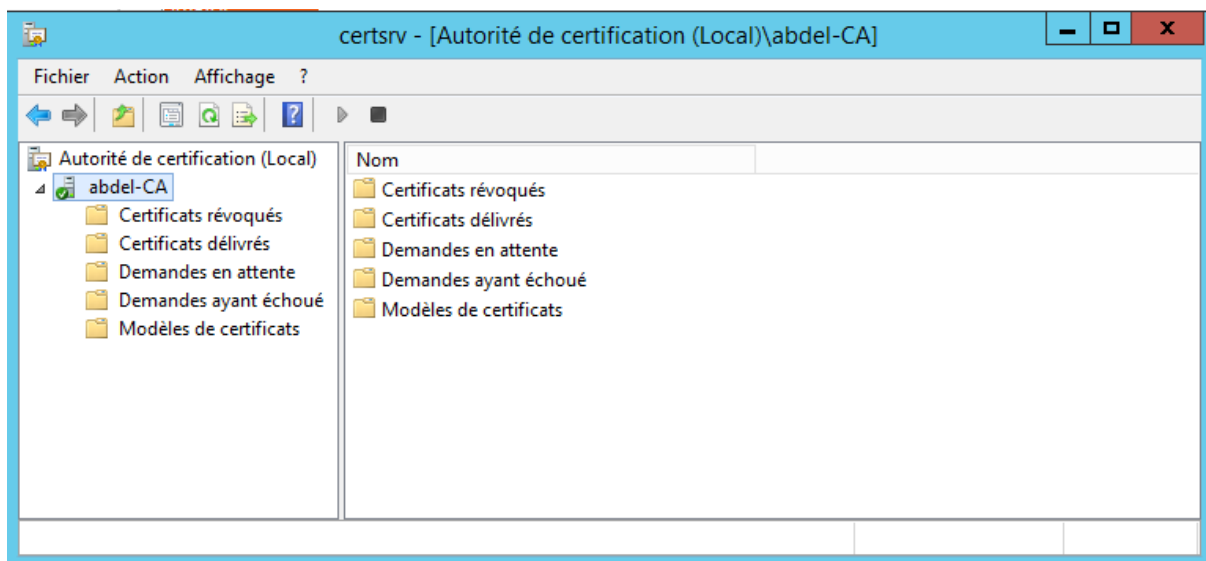 certsrv - [Autorité de certification (Local)\abdel-CA]
Fichier Action Affichage ?
Autorité de certification (Local)
abdel-CA
Certificats révoqués
Certificats délivrés
Demandes en attente
Demandes ayant échoué
Modèles de certificats
Nom
Certificats révoqués
Certificats délivrés
Demandes en attente
Demandes ayant échoué
Modèles de certificats